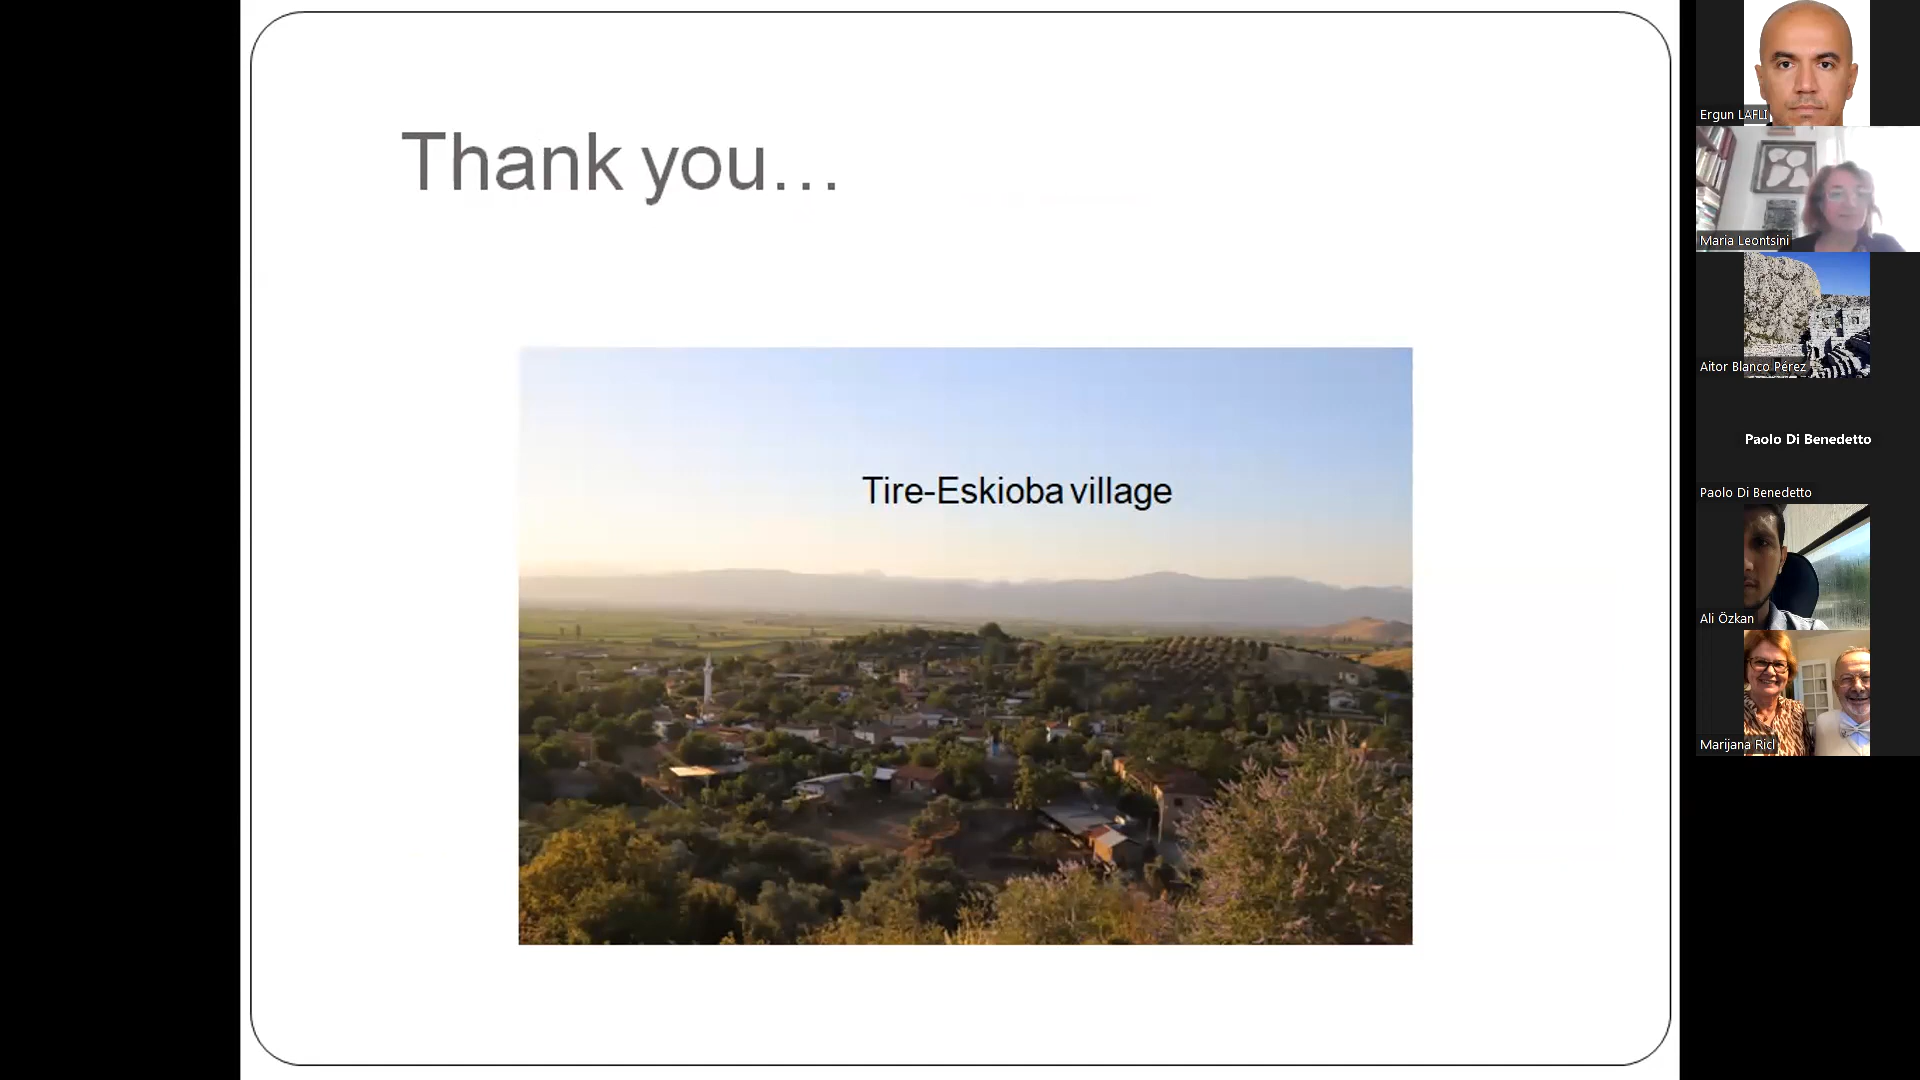 Thank you…
Tire-Eskioba village
Ergun LAFLI
Maria Leontsini
Aitor Blanco Pérez
Paolo Di Benedetto
Paolo Di Benedetto
Ali Özkan
Marijana Ricl